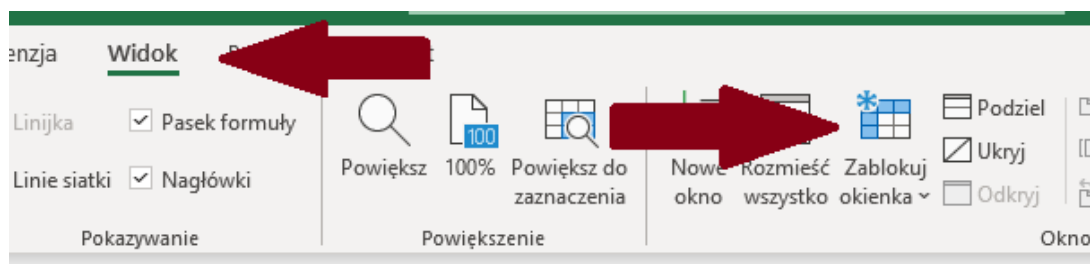 enzja Widok
Linijka Pasek formuły
Linie siatki Nagłówki
Pokazywanie
100
Powiększ 100% Powiększ do
zaznaczenia
Powiększenie
Nowe Rozmieść Zablokuj
okno wszystko okienka
Podziel
Ukryj
Odkryj
Okno